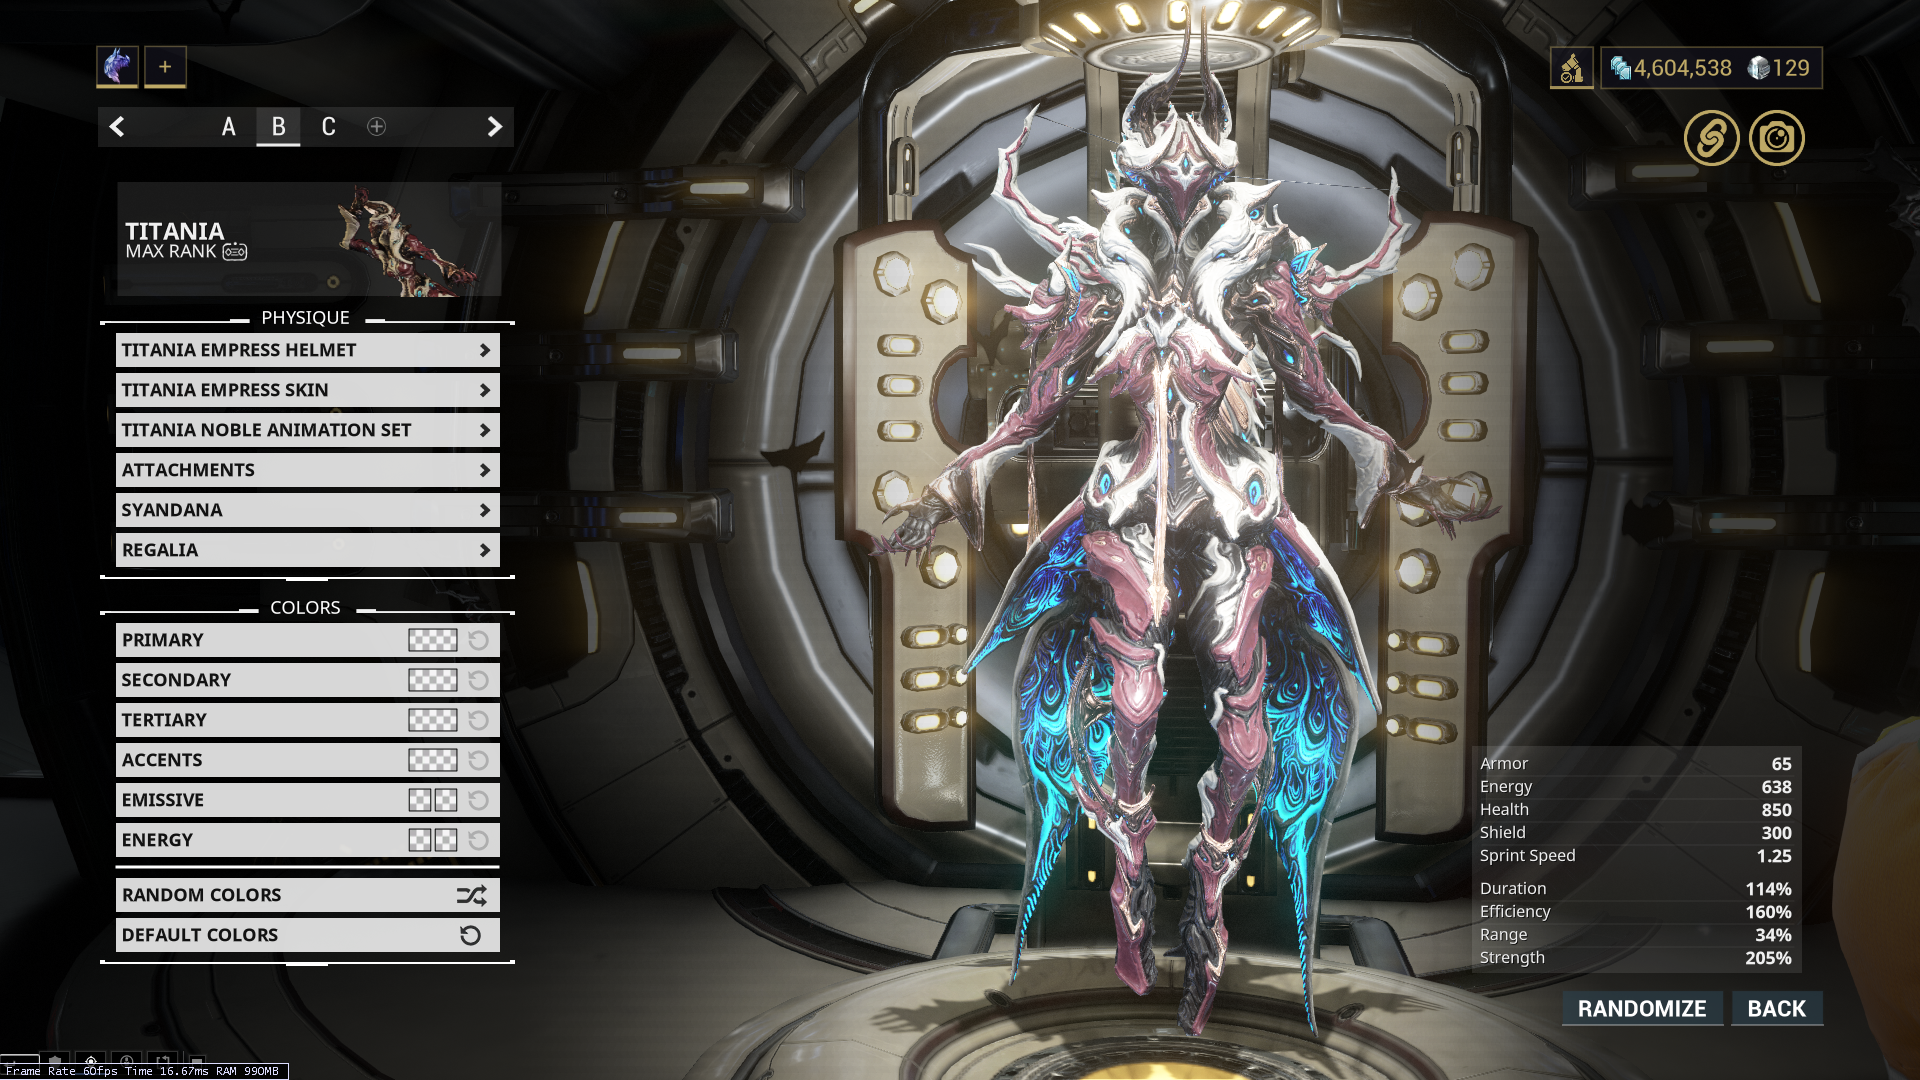 +
4,604,538 129
A B C
TITANIA
MAX RANK
PHYSIQUE
TITANIA EMPRESS HELMET
TITANIA EMPRESS SKIN
TITANIA NOBLE ANIMATION SET
ATTACHMENTS
SYANDANA
REGALIA
COLORS
PRIMARY
SECONDARY
TERTIARY
ACCENTS
EMISSIVE
ENERGY
RANDOM COLORS
DEFAULT COLORS
Armor 65
Energy 638
Health 850
Shield 300
Sprint Speed 1.25
Duration 114%
Efficiency 160%
Range 34%
Strength 205%
RANDOMIZE BACK
Frame Rate 60fps Time 16.67ms RAM 990MB